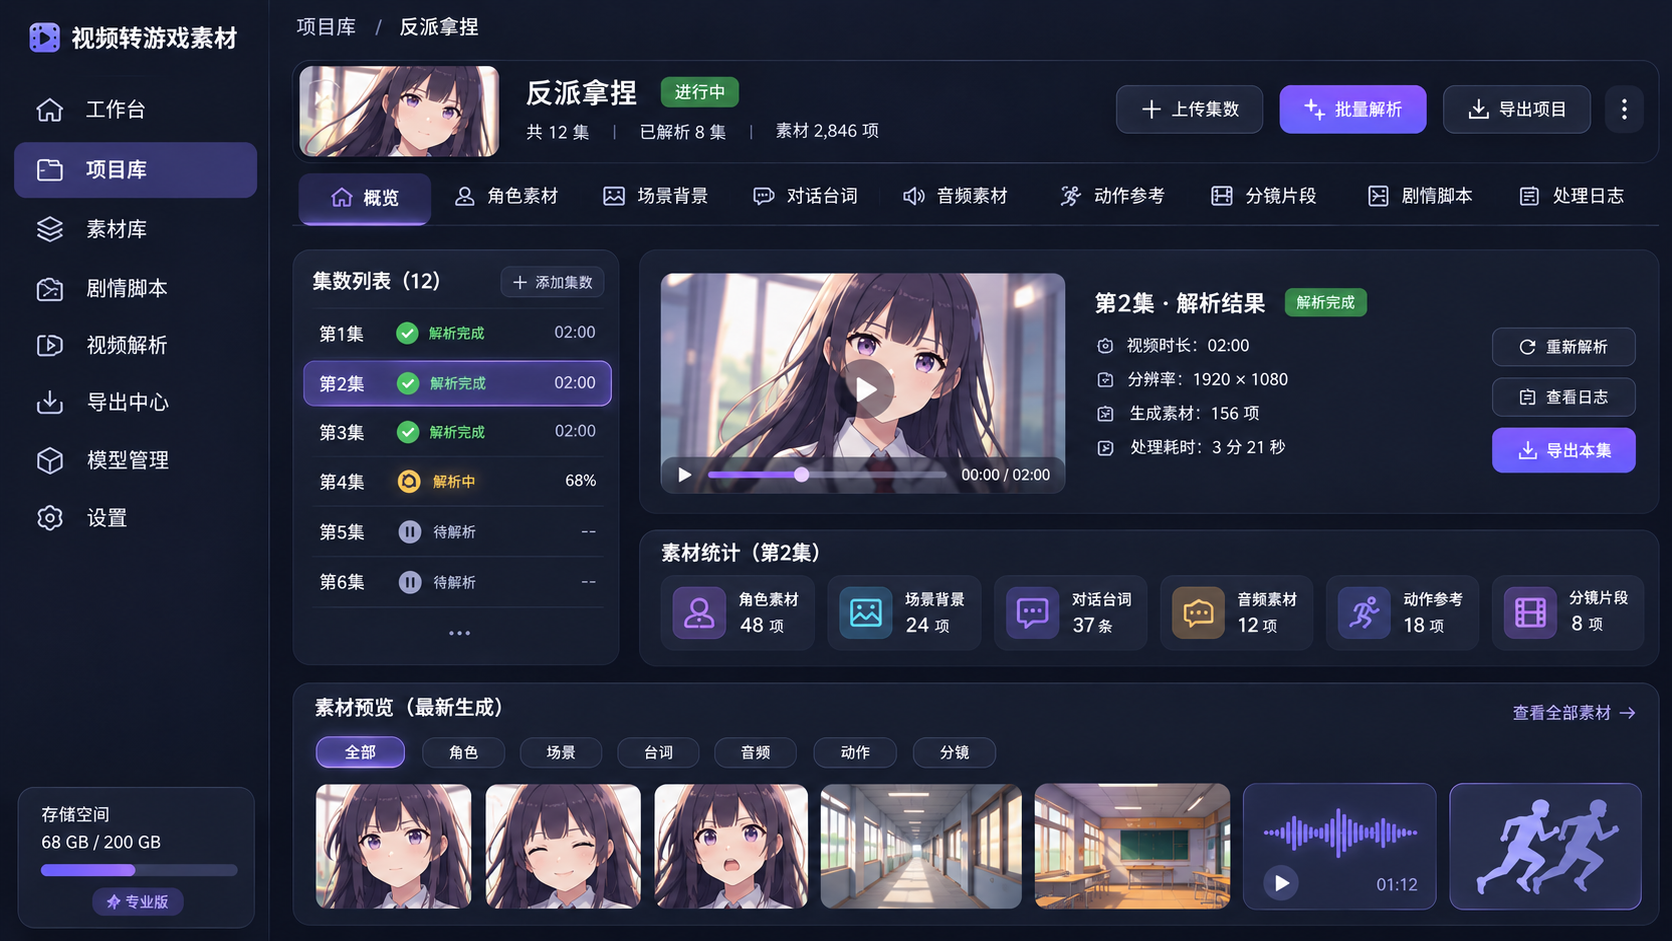 视频转游戏素材
工作台
项目库
素材库
剧情脚本
视频解析
导出中心
模型管理
设置
存储空间
68 GB / 200 GB
专业版
项目库 / 反派拿捏
反派拿捏 进行中
共 12 集 | 已解析 8 集 | 素材 2,846 项
上传集数 批量解析 导出项目
概览 角色素材 场景背景 对话台词 音频素材 动作参考 分镜片段 剧情脚本 处理日志
集数列表（12） 添加集数
第1集 解析完成 02:00
第2集 解析完成 02:00
第3集 解析完成 02:00
第4集 解析中 68%
第5集 待解析 --
第6集 待解析 --
00:00 / 02:00
第2集 · 解析结果 解析完成
视频时长：02:00
分辨率：1920 × 1080
生成素材：156 项
处理耗时：3 分 21 秒
重新解析
查看日志
导出本集
素材统计（第2集）
角色素材
48 项
场景背景
24 项
对话台词
37 条
音频素材
12 项
动作参考
18 项
分镜片段
8 项
素材预览（最新生成） 查看全部素材 →
全部 角色 场景 台词 音频 动作 分镜
01:12